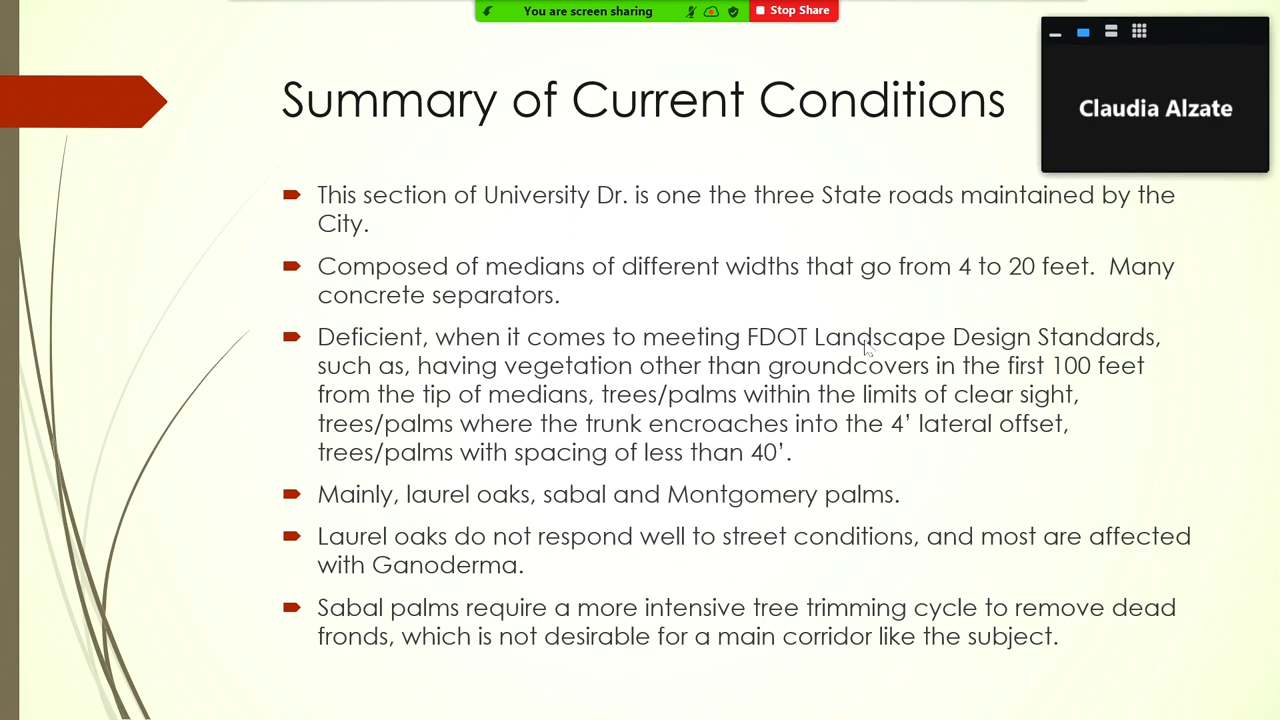 You are screen sharing
Stop Share
Claudia Alzate
Summary of Current Conditions
This section of University Dr. is one the three State roads maintained by the
City.
Composed of medians of different widths that go from 4 to 20 feet.  Many
concrete separators.
Deficient, when it comes to meeting FDOT Landscape Design Standards,
such as, having vegetation other than groundcovers in the first 100 feet
from the tip of medians, trees/palms within the limits of clear sight,
trees/palms where the trunk encroaches into the 4’ lateral offset,
trees/palms with spacing of less than 40’.
Mainly, laurel oaks, sabal and Montgomery palms.
Laurel oaks do not respond well to street conditions, and most are affected
with Ganoderma.
Sabal palms require a more intensive tree trimming cycle to remove dead
fronds, which is not desirable for a main corridor like the subject.